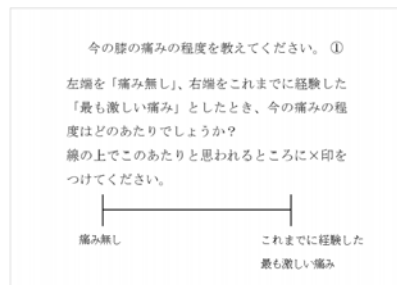 今の膝の痛みの程度を教えてください。 ①
左端を「痛み無し」、右端をこれまでに経験した
「最も激しい痛み」としたとき、今の痛みの程
度はどのあたりでしょうか?
線の上でこのあたりと思われるところに×印を
つけてください。
痛み無し
これまでに経験した
最も激しい痛み